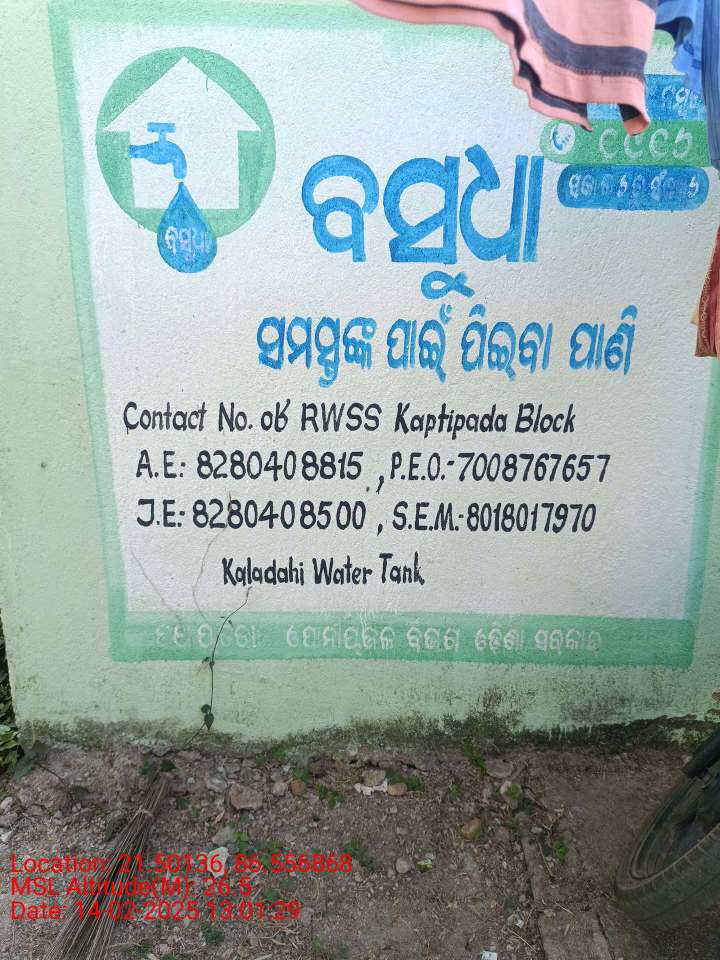 ବସୁଧା
୧୯୧୬
ବସୁଧା
ସମସ୍ତଙ୍କ ପାଇଁ ପିଇବା ପାଣି
Contact No. of RWSS Kaptipada Block
A.E: 8280408815 , P.E.O.-7008767657
J.E:- 8280408500 , S.E.M.-8018017970
Kaladahi Water Tank
Location: 21.50136, 86.556868
MSL Altitude(M): 26.5
Date: 14-02-2025 13:01:29